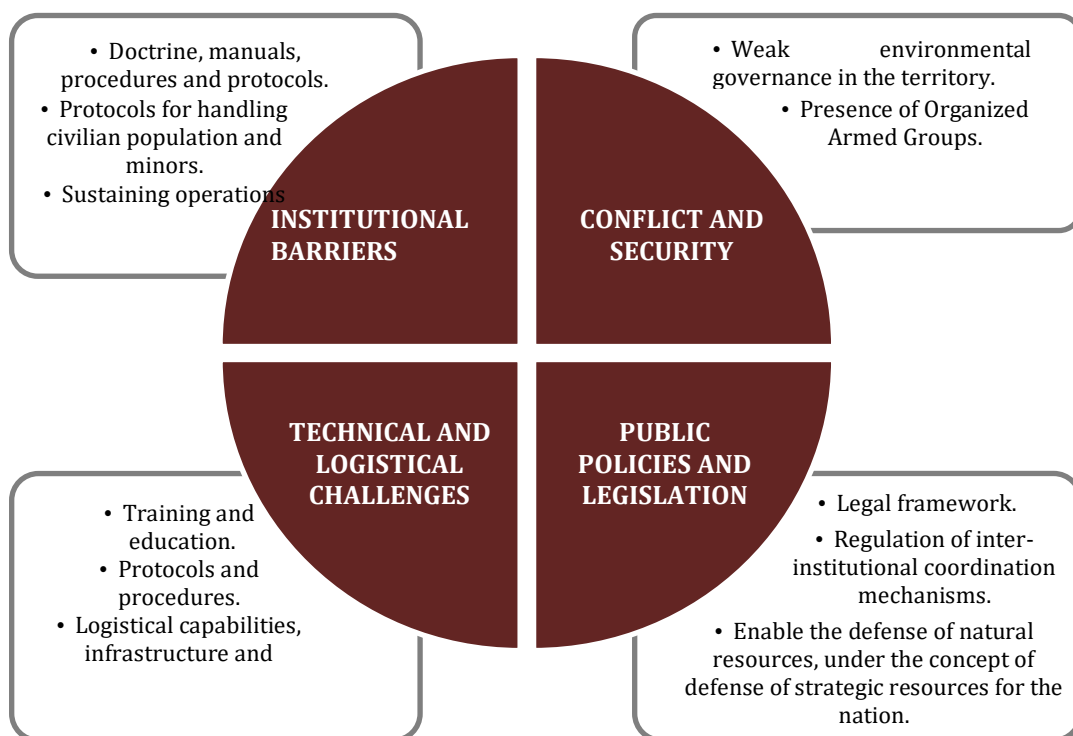 • Doctrine, manuals,
procedures and protocols.
• Protocols for handling
civilian population and
minors.
• Sustaining operations
INSTITUTIONAL
BARRIERS
• Weak environmental
governance in the territory.
• Presence of Organized
Armed Groups.
CONFLICT AND
SECURITY
TECHNICAL AND
LOGISTICAL
CHALLENGES
• Training and
education.
• Protocols and
procedures.
• Logistical capabilities,
infrastructure and
PUBLIC
POLICIES AND
LEGISLATION
• Legal framework.
• Regulation of inter-
institutional coordination
mechanisms.
• Enable the defense of natural
resources, under the concept of
defense of strategic resources for the
nation.